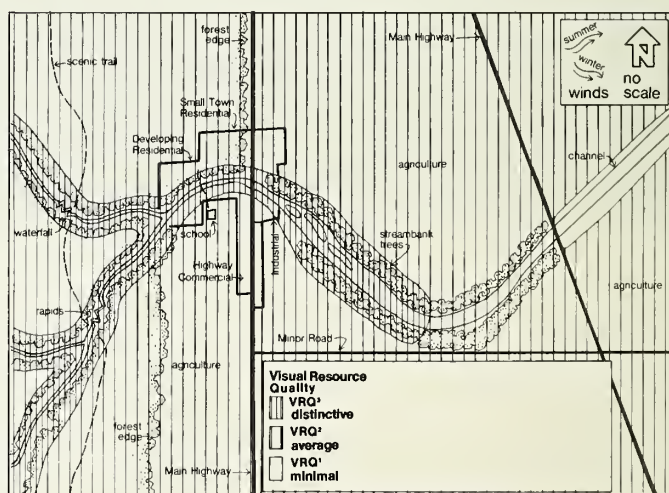 forest
edge
Main Highway
summer
winter
winds
no
scale
N
scenic trail
Small Town
Residential
Developing
Residential
agriculture
channel
waterfall
school
streambank
trees
Industrial
Highway
Commercial
agriculture
rapids
Minor Road
agriculture
Visual Resource
Quality
VRQ³
distinctive
VRQ²
average
VRQ¹
minimal
forest
edge
Main Highway